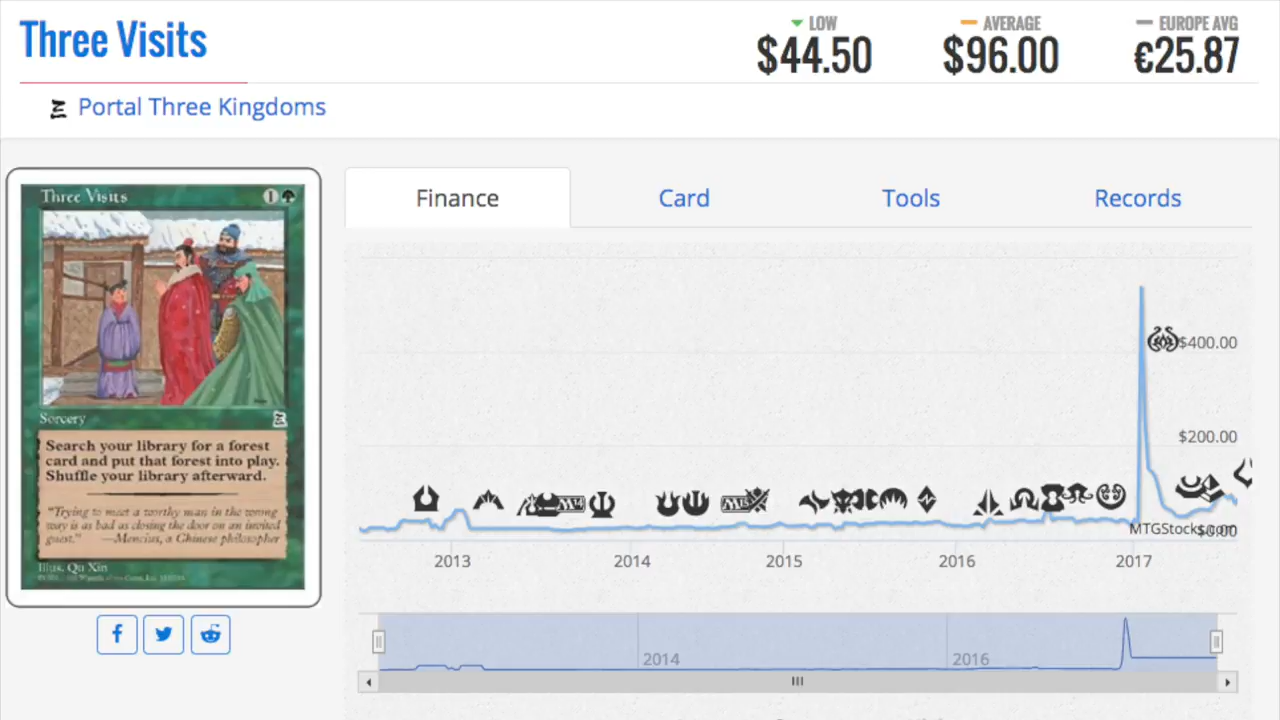 Three Visits
LOW
$44.50
AVERAGE
$96.00
EUROPE AVG
€25.87
Portal Three Kingdoms
Three Visits 1
Sorcery
Search your library for a forest
card and put that forest into play.
Shuffle your library afterward.
"Trying to meet a worthy man in the wrong
way is as bad as closing the door on an invited
guest." —Mencius, a Chinese philosopher
Illus. Qu Xin
Finance
Card
Tools
Records
$400.00
$200.00
$0.00
MTGStocks.com
2013
2014
2015
2016
2017
2014
2016